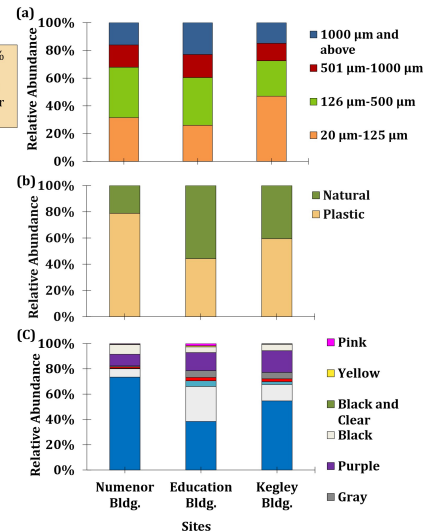 (a)
%
r
Relative Abundance
100%
80%
60%
40%
20%
0%
1000 µm and
above
501 µm-1000 µm
126 µm-500 µm
20 µm-125 µm
(b)
Relative Abundance
100%
80%
60%
40%
20%
0%
Natural
Plastic
(C)
Relative Abundance
100%
80%
60%
40%
20%
0%
Pink
Yellow
Black and
Clear
Black
Purple
Gray
Numenor
Bldg.
Education
Bldg.
Kegley
Bldg.
Sites